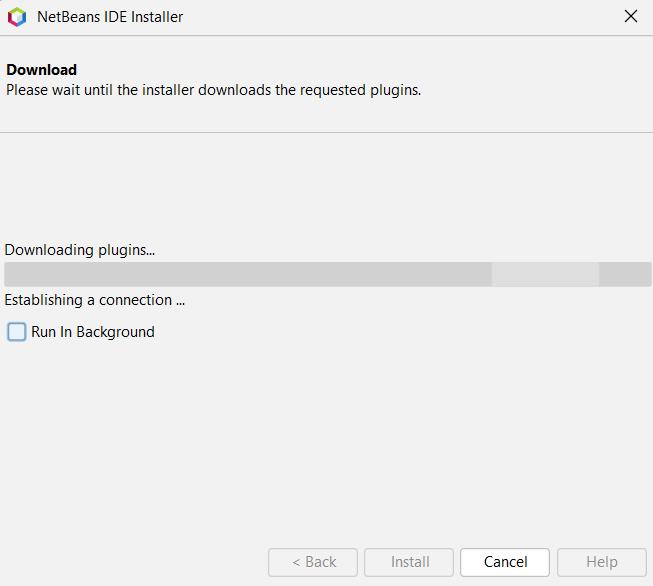 NetBeans IDE Installer
Download
Please wait until the installer downloads the requested plugins.
Downloading plugins...
Establishing a connection ...
Run In Background
< Back Install Cancel Help